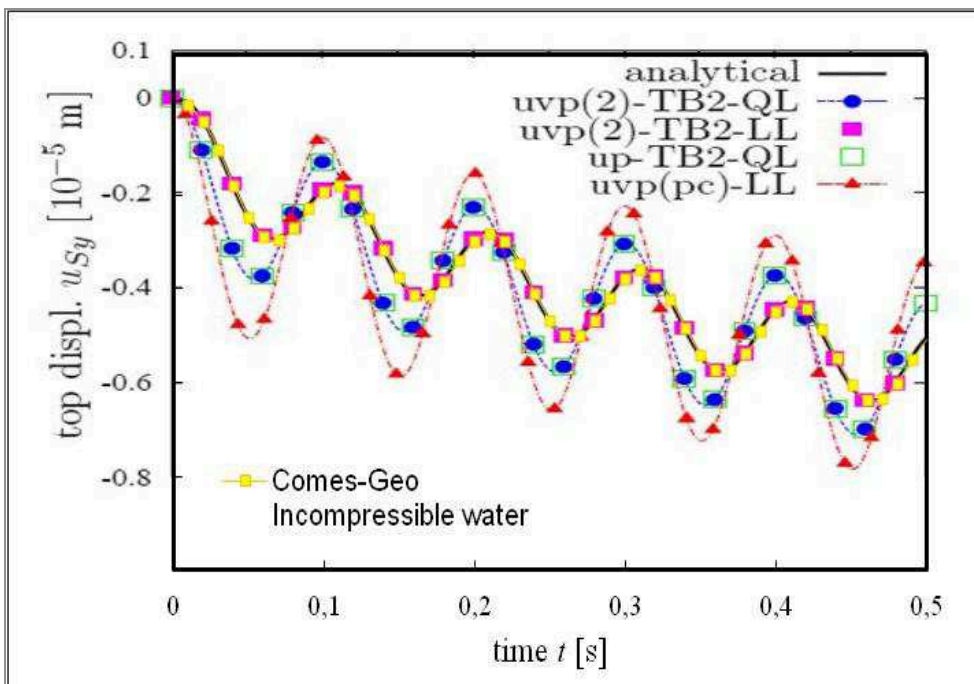 0.1
0
-0.2
-0.4
-0.6
-0.8
top displ. u_Sy [10^−5 m]
analytical
uvp(2)-TB2-QL
uvp(2)-TB2-LL
up-TB2-QL
uvp(pc)-LL
Comes-Geo
Incompressible water
0 0,1 0,2 0,3 0,4 0,5
time t [s]